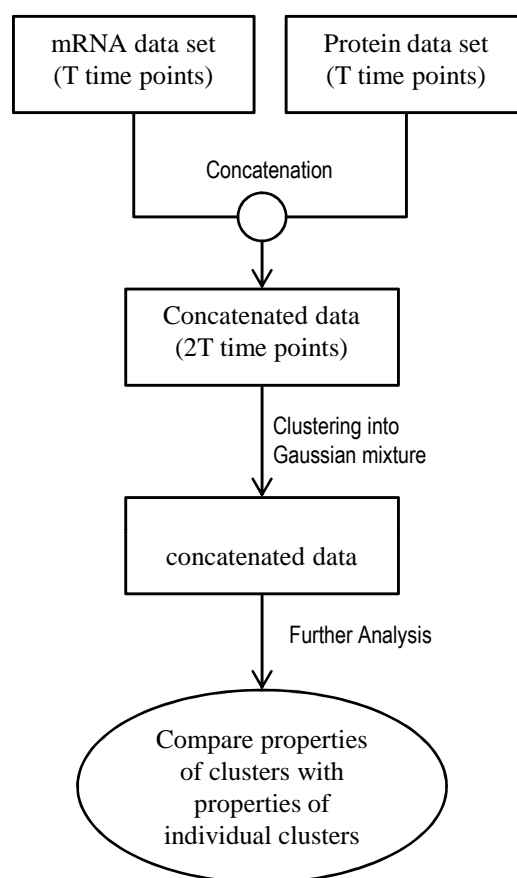 mRNA data set
(T time points)
Protein data set
(T time points)
Concatenation
Concatenated data
(2T time points)
Clustering into
Gaussian mixture
concatenated data
Further Analysis
Compare properties
of clusters with
properties of
individual clusters